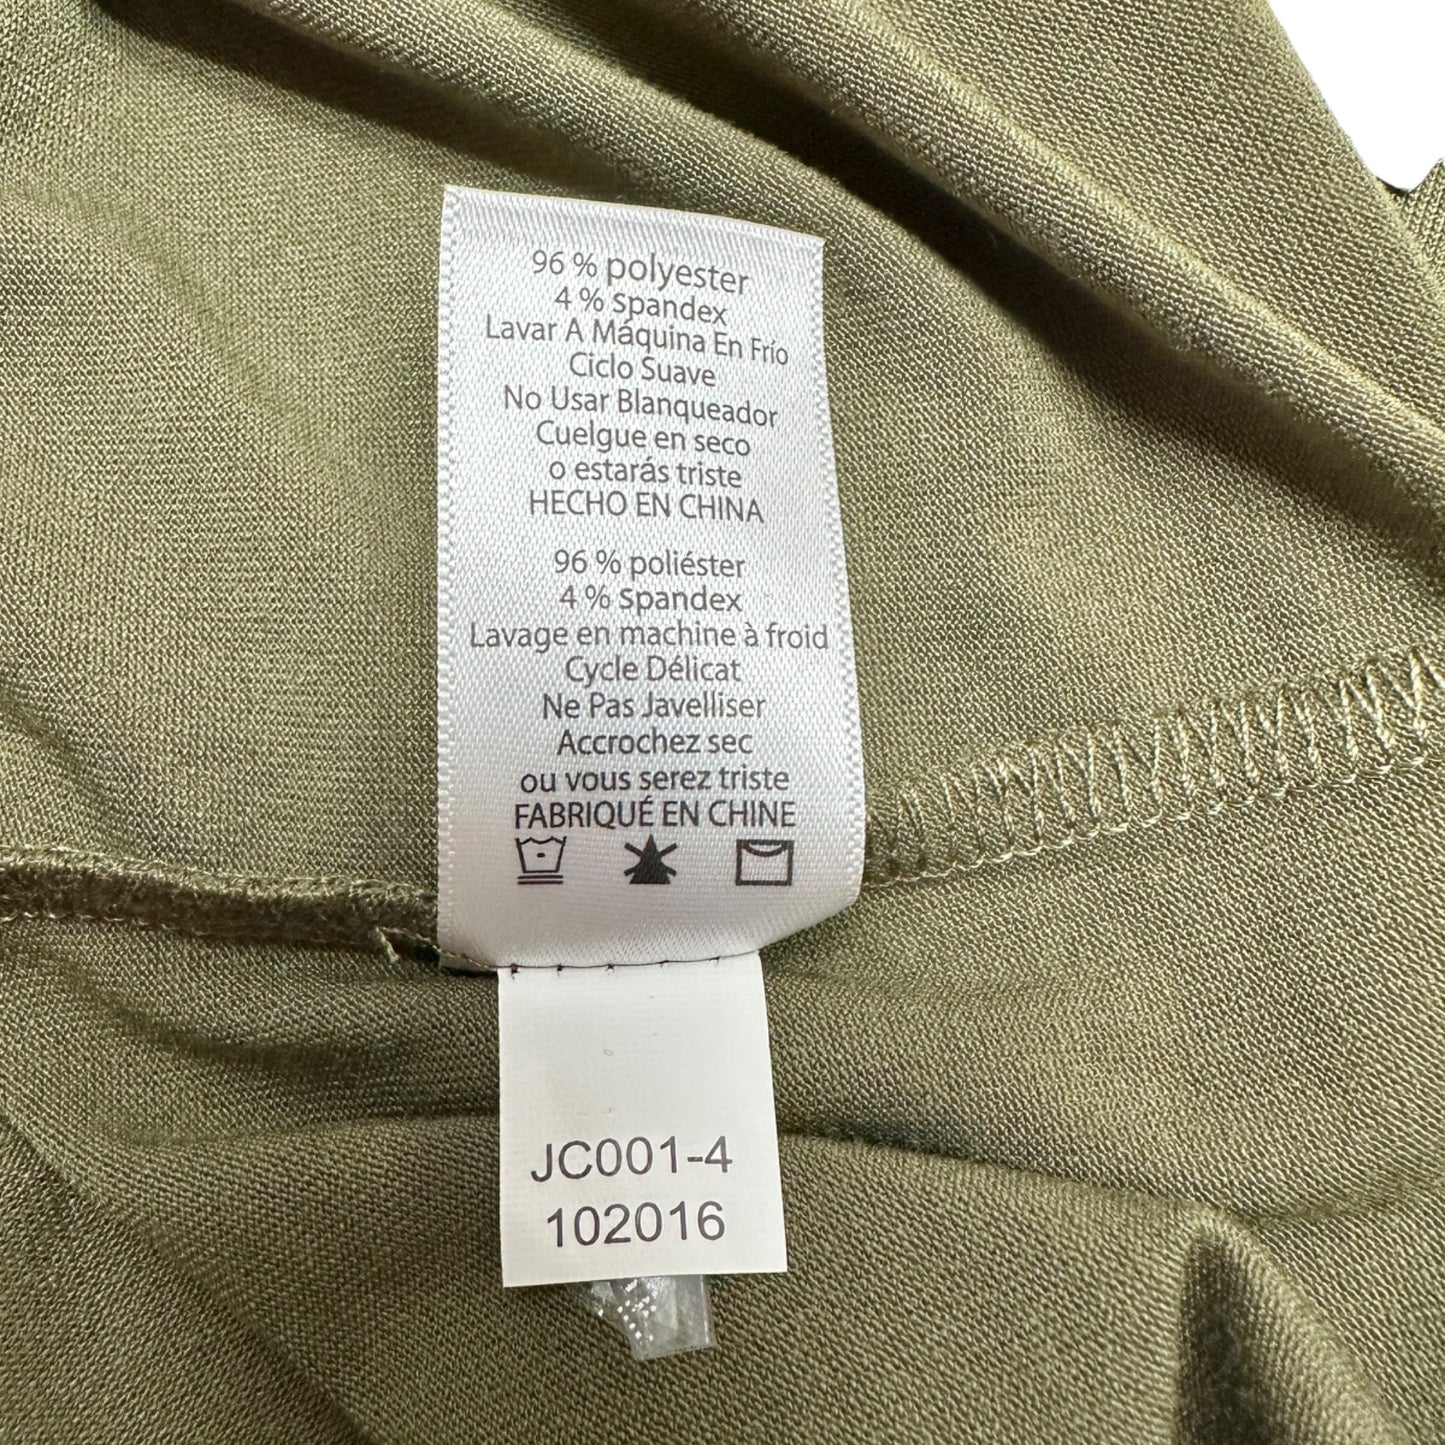 96 % polyester
4 % Spandex
Lavar A Máquina En Frío
Ciclo Suave
No Usar Blanqueador
Cuelgue en seco
o estarás triste
HECHO EN CHINA
96 % poliéster
4 % Spandex
Lavage en machine à froid
Cycle Délicat
Ne Pas Javelliser
Accrochez sec
ou vous serez triste
FABRIQUÉ EN CHINE
JC001-4
102016